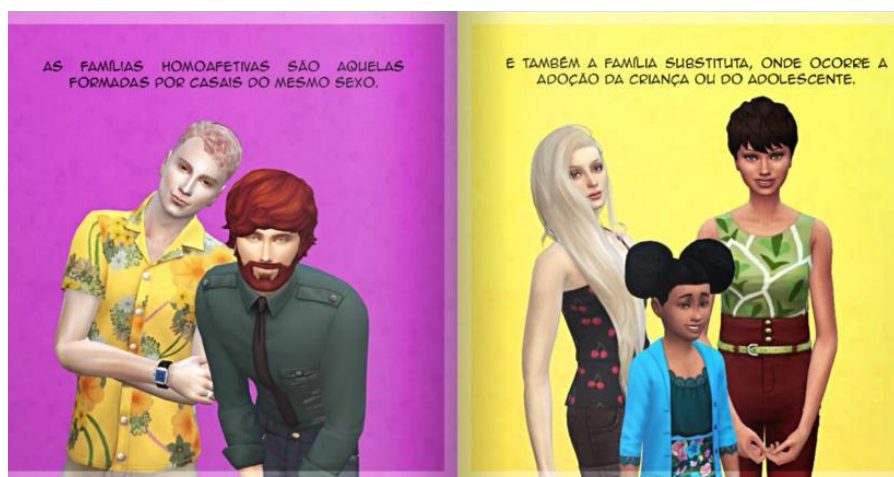 AS FAMÍLIAS HOMOAFETIVAS SÃO AQUELAS
FORMADAS POR CASAIS DO MESMO SEXO.
E TAMBÉM A FAMÍLIA SUBSTITUTA, ONDE OCORRE A
ADOÇÃO DA CRIANÇA OU DO ADOLESCENTE.